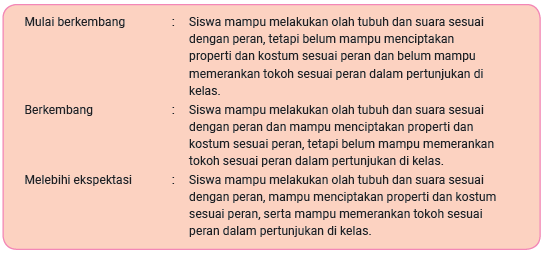 Mulai berkembang : Siswa mampu melakukan olah tubuh dan suara sesuai
dengan peran, tetapi belum mampu menciptakan
properti dan kostum sesuai peran dan belum mampu
memerankan tokoh sesuai peran dalam pertunjukan di
kelas.
Berkembang : Siswa mampu melakukan olah tubuh dan suara sesuai
dengan peran dan mampu menciptakan properti dan
kostum sesuai peran, tetapi belum mampu memerankan
tokoh sesuai peran dalam pertunjukan di kelas.
Melebihi ekspektasi : Siswa mampu melakukan olah tubuh dan suara sesuai
dengan peran, mampu menciptakan properti dan kostum
sesuai peran, serta mampu memerankan tokoh sesuai
peran dalam pertunjukan di kelas.